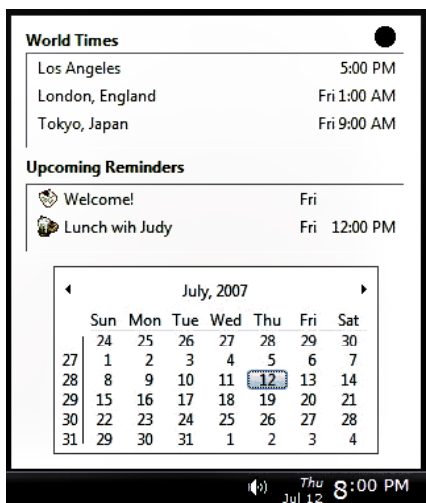 World Times
Los Angeles 5:00 PM
London, England Fri 1:00 AM
Tokyo, Japan Fri 9:00 AM
Upcoming Reminders
Welcome! Fri
Lunch wih Judy Fri 12:00 PM
July, 2007
Sun Mon Tue Wed Thu Fri Sat
24 25 26 27 28 29 30
27 1 2 3 4 5 6 7
28 8 9 10 11 12 13 14
29 15 16 17 18 19 20 21
30 22 23 24 25 26 27 28
31 29 30 31 1 2 3 4
Thu 8:00 PM
Jul 12